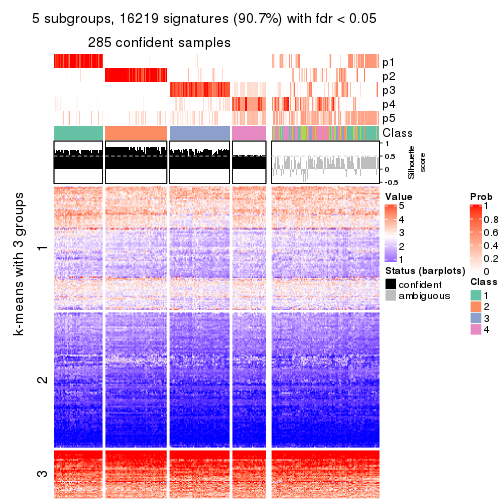 5 subgroups, 16219 signatures (90.7%) with fdr < 0.05
285 confident samples
p1
p2
p3
p4
p5
Class
1
0.5
0
-0.5
Silhouette
score
k-means with 3 groups
1
2
3
Value
5
4
3
2
1
Status (barplots)
confident
ambiguous
Prob
1
0.8
0.6
0.4
0.2
0
Class
1
2
3
4